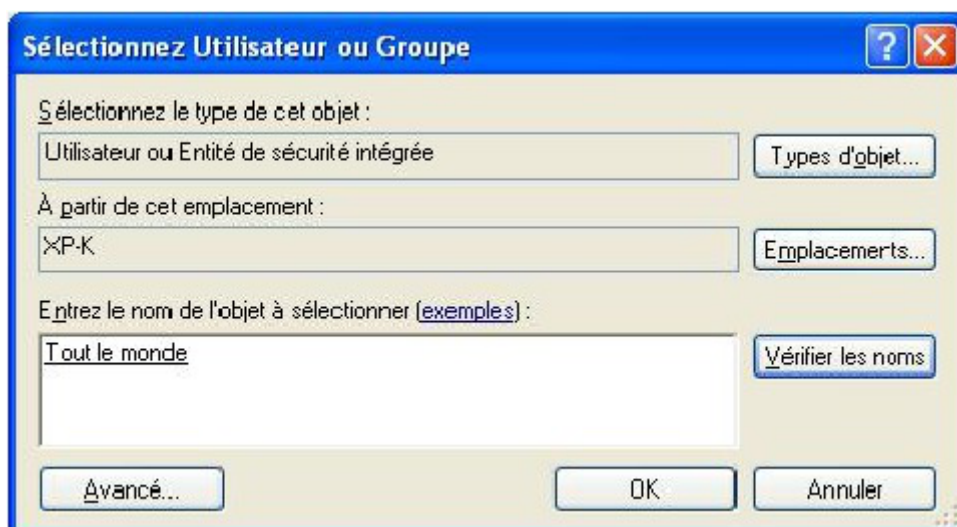 Sélectionnez Utilisateur ou Groupe
Sélectionnez le type de cet objet :
Utilisateur ou Entité de sécurité intégrée
Types d'objet...
À partir de cet emplacement :
XP-K
Emplacements...
Entrez le nom de l'objet à sélectionner (exemples) :
Tout le monde
Vérifier les noms
Avancé...
OK
Annuler